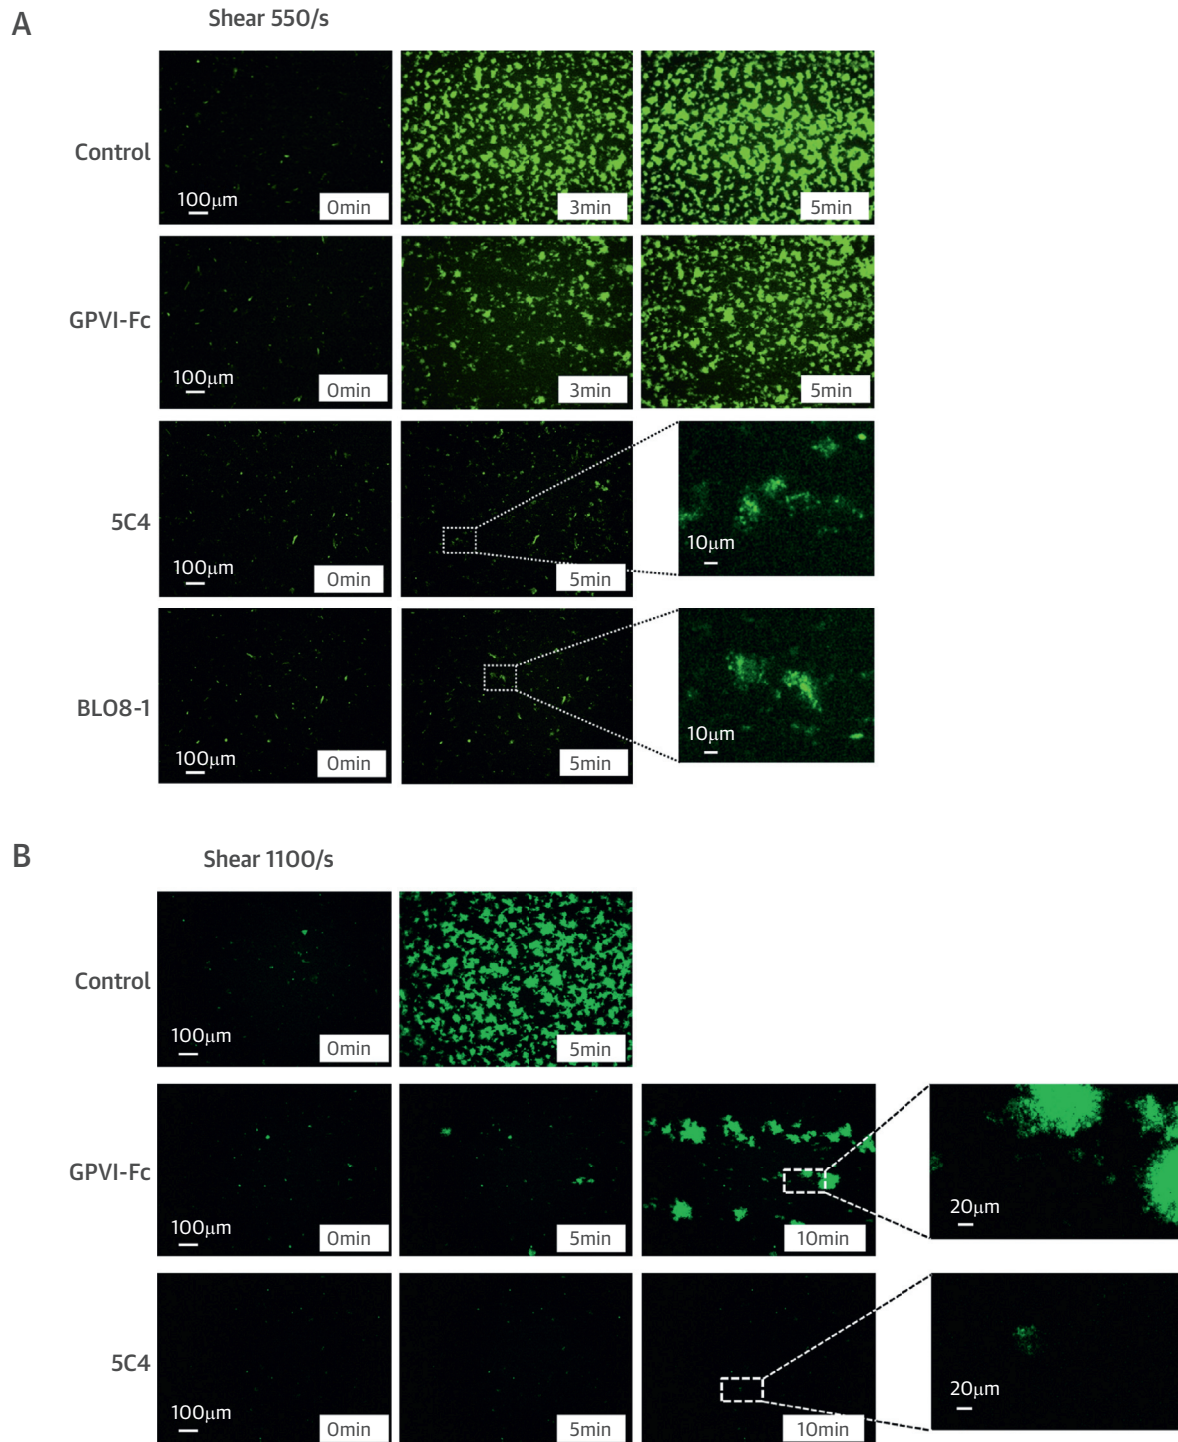 A
Shear 550/s
Control
100μm
0min
3min
5min
GPVI-Fc
100μm
0min
3min
5min
5C4
100μm
0min
5min
10μm
BLO8-1
100μm
0min
5min
10μm
B
Shear 1100/s
Control
100μm
0min
5min
GPVI-Fc
100μm
0min
5min
10min
20μm
5C4
100μm
0min
5min
10min
20μm